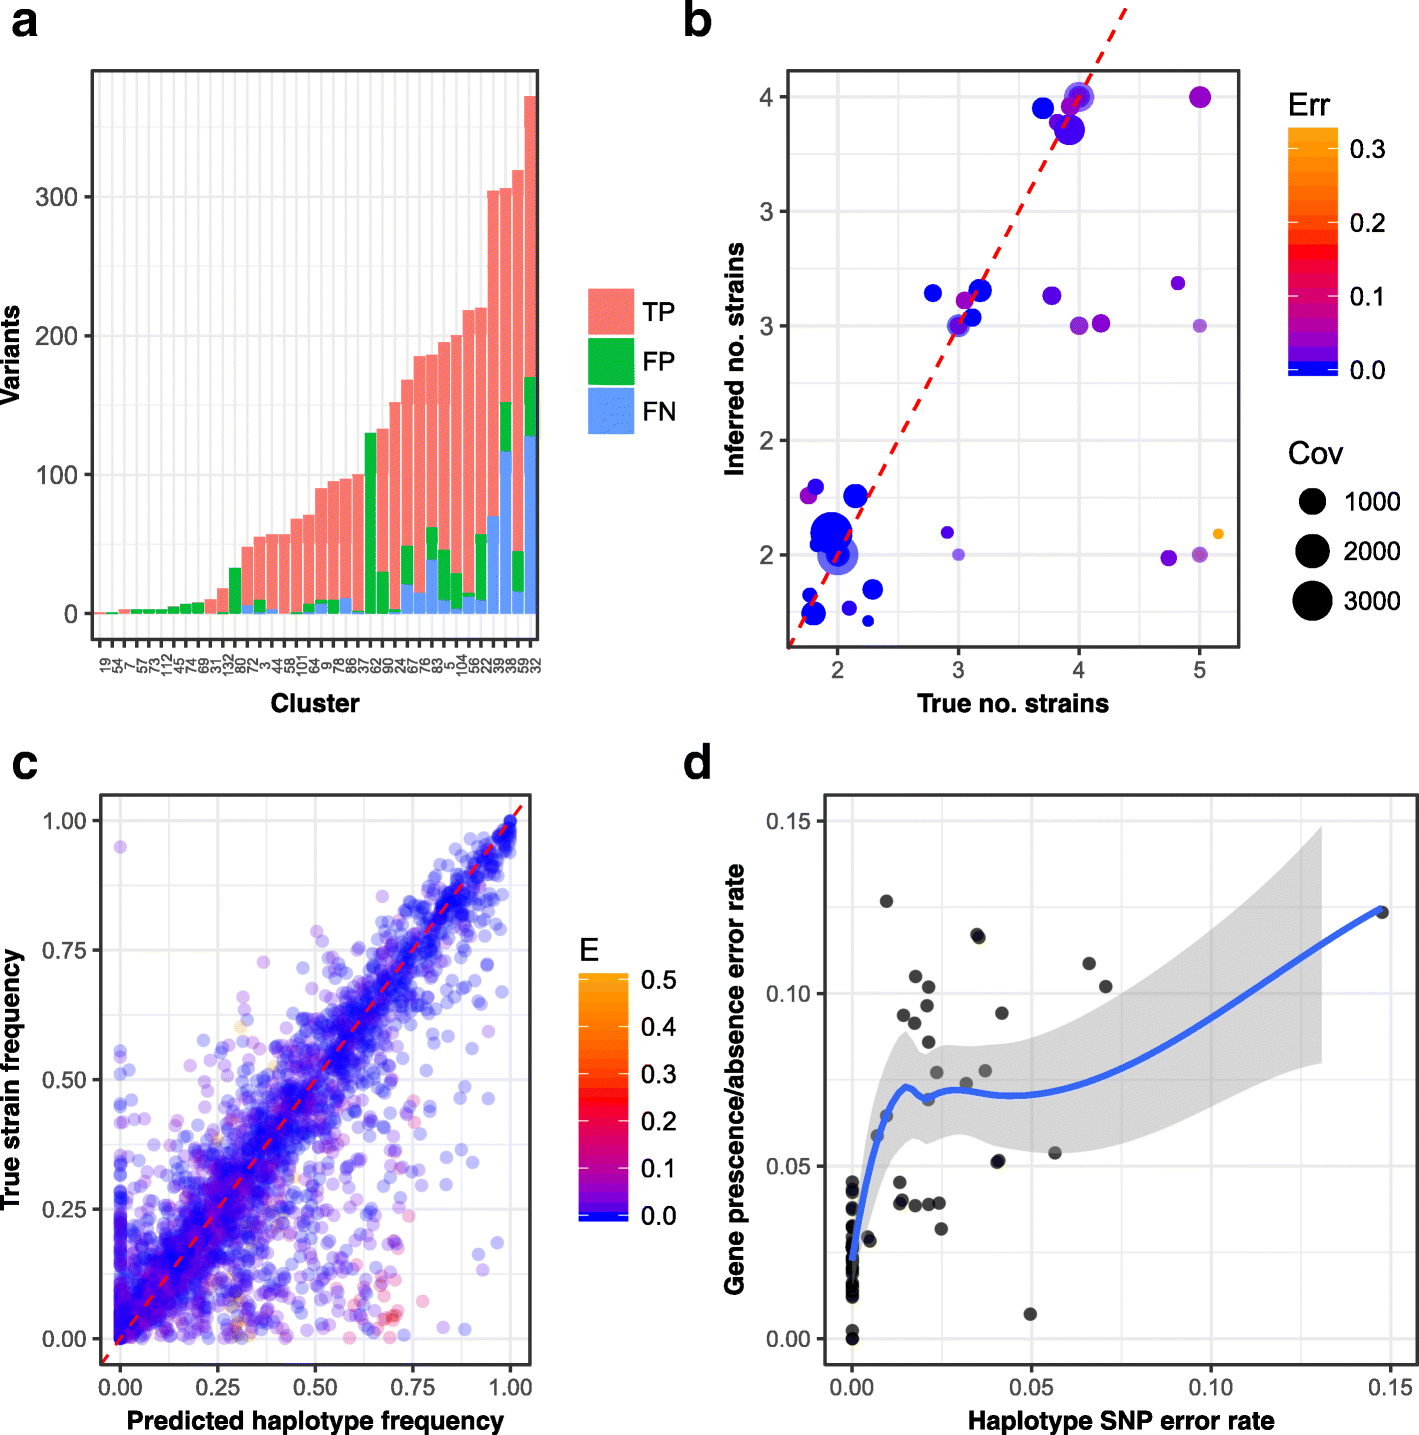 a
Variants
300
200
100
0
19 54 7 57 73 112 45 74 69 31 132 80 72 3 44 58 101 64 9 78 86 37 62 90 24 67 76 83 5 104 56 22 39 38 59 32
Cluster
TP
FP
FN
b
Inferred no. strains
4
3
3
2
2
2 3 4 5
True no. strains
Err
0.3
0.2
0.1
0.0
Cov
1000
2000
3000
c
True strain frequency
1.00
0.75
0.50
0.25
0.00
0.00 0.25 0.50 0.75 1.00
Predicted haplotype frequency
E
0.5
0.4
0.3
0.2
0.1
0.0
d
Gene prescence/absence error rate
0.15
0.10
0.05
0.00
0.00 0.05 0.10 0.15
Haplotype SNP error rate